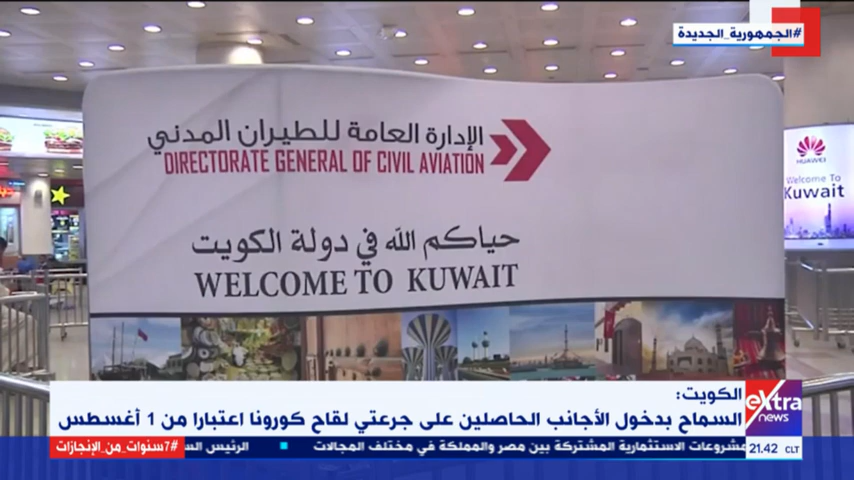 #الجمهورية_الجديدة
الإدارة العامة للطيران المدني
DIRECTORATE GENERAL OF CIVIL AVIATION
HUAWEI
Welcome To
Kuwait
حياكم الله في دولة الكويت
WELCOME TO KUWAIT
الكويت:
السماح بدخول الأجانب الحاصلين على جرعتي لقاح كورونا اعتبارا من 1 أغسطس
eXtra
news
21.42 CLT
مشروعات الاستثمارية المشتركة بين مصر والمملكة في مختلف المجالات
الرئيس الس
#7سنوات_من_الإنجازات